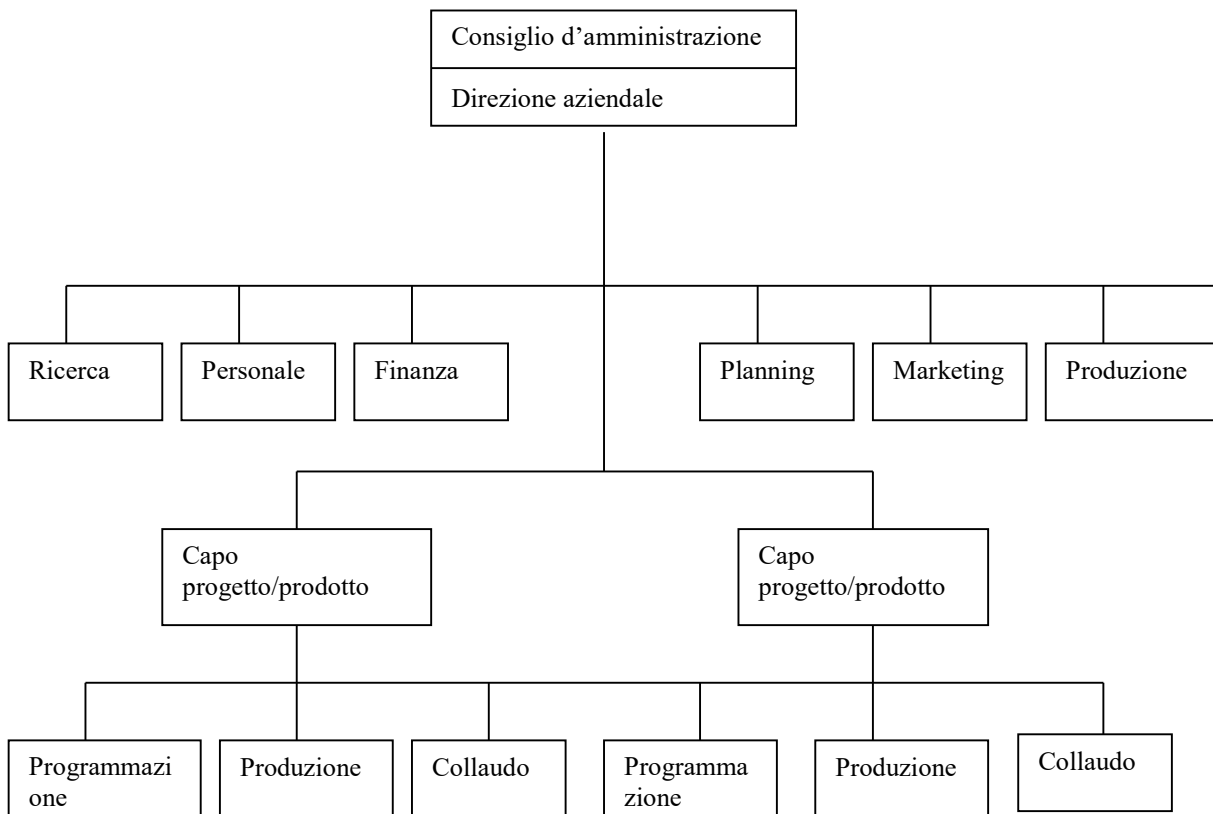 Consiglio d’amministrazione
Direzione aziendale
Ricerca
Personale
Finanza
Planning
Marketing
Produzione
Capo
progetto/prodotto
Capo
progetto/prodotto
Programmazi
one
Produzione
Collaudo
Programma
zione
Produzione
Collaudo